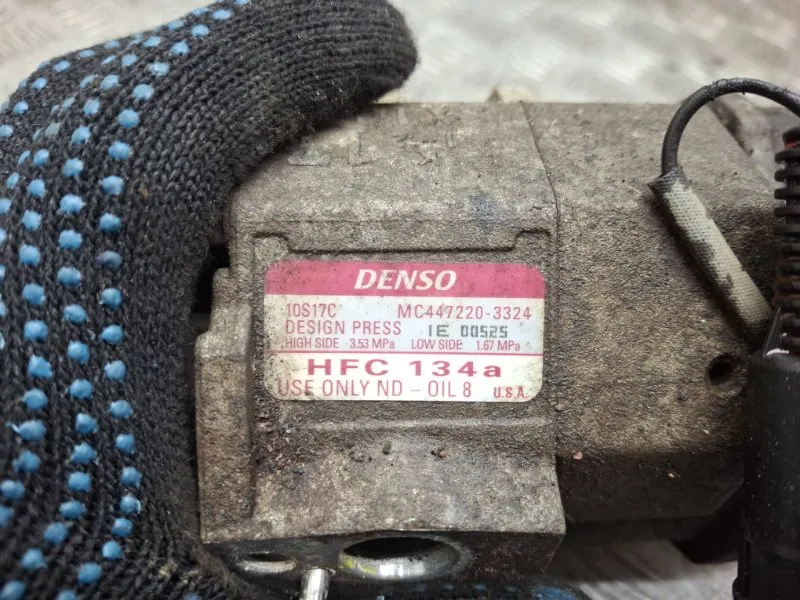 DENSO
10S17C MC447220-3324
DESIGN PRESS 1E 00525
HIGH SIDE 3.53 MPa LOW SIDE 1.67 MPa
HFC 134a
USE ONLY ND-OIL 8 U.S.A.